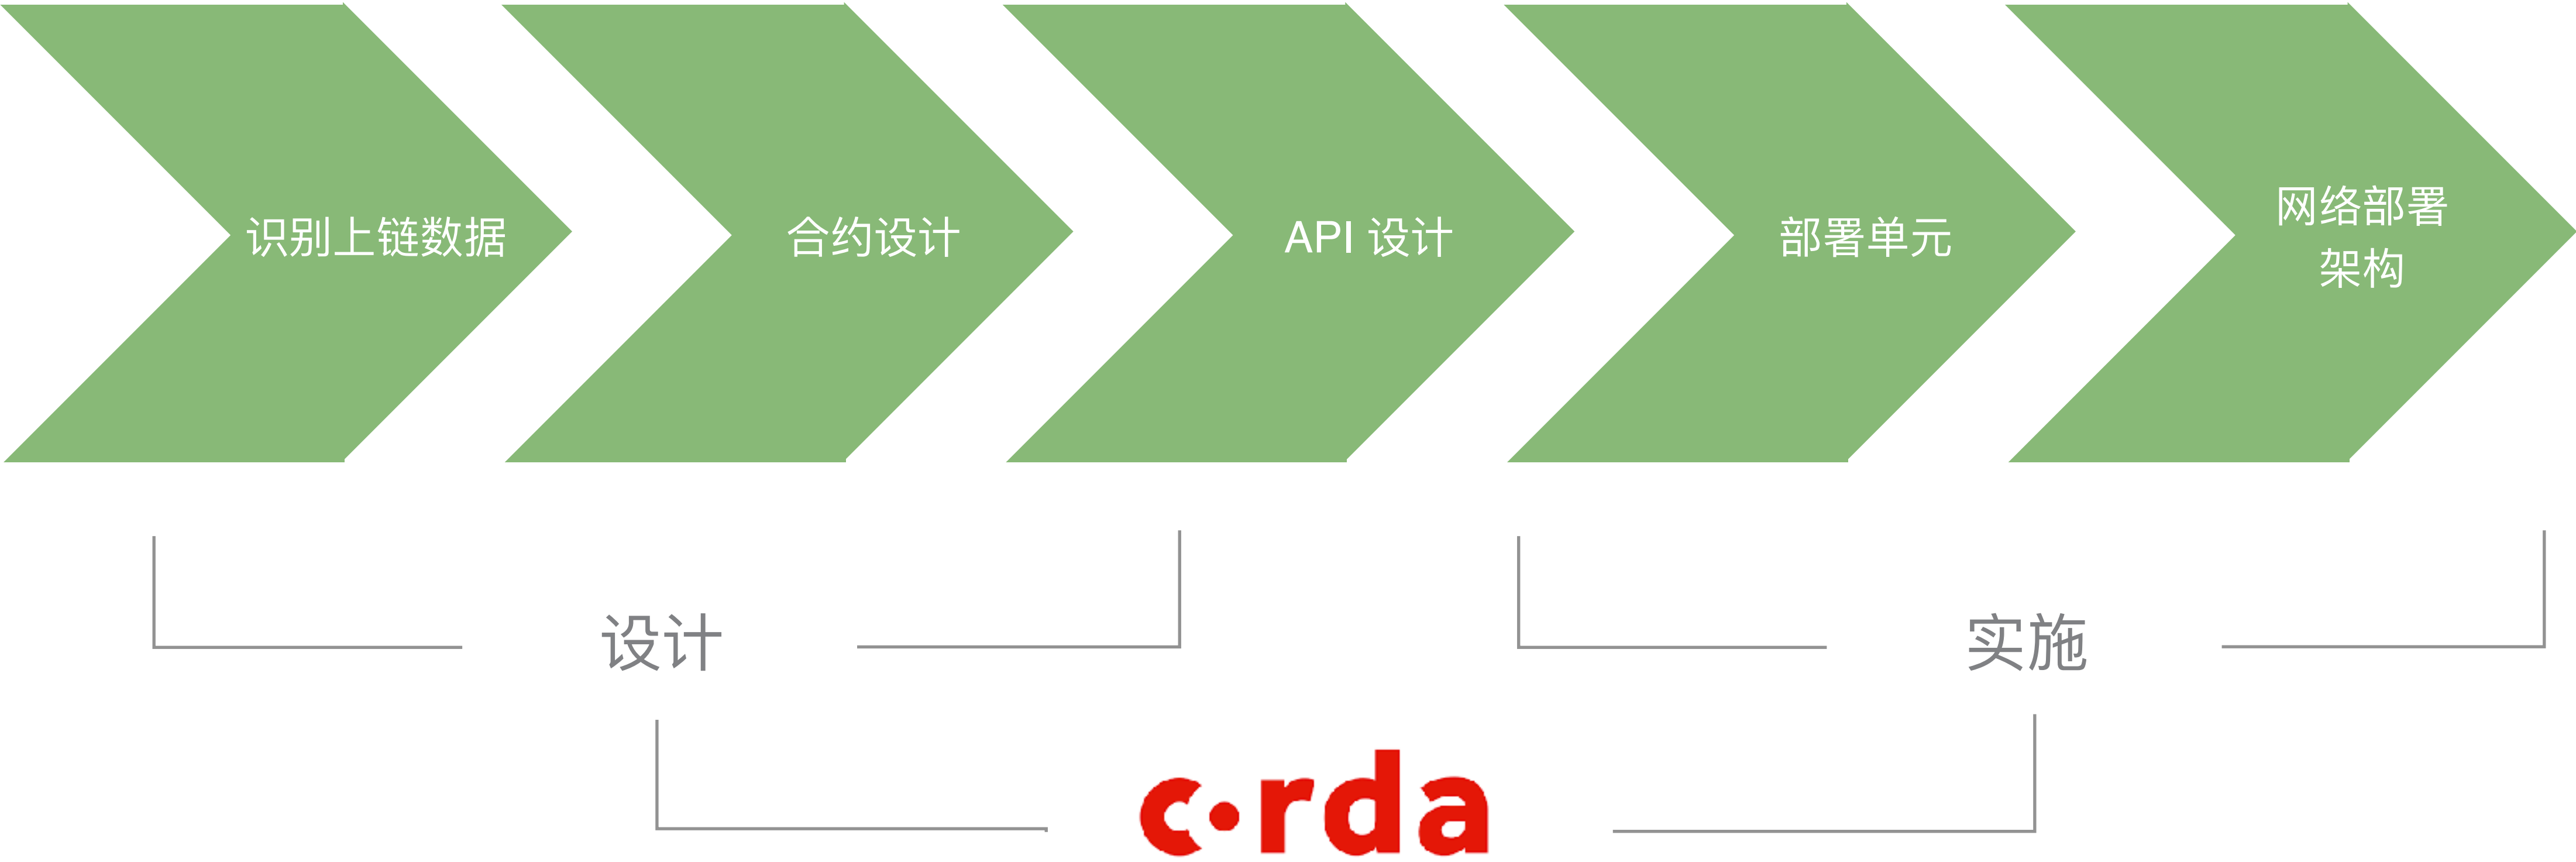 识别上链数据
合约设计
API 设计
部署单元
网络部署
架构
设计
实施
c·rda